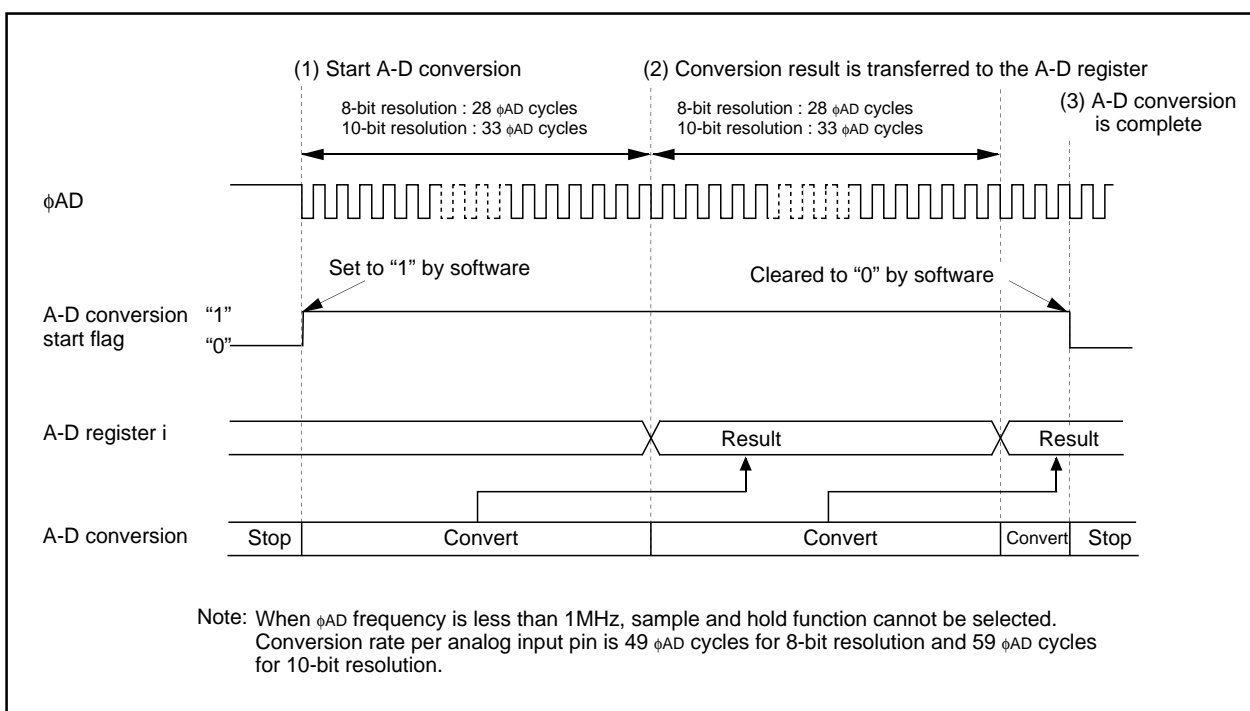 (1) Start A-D conversion
(2) Conversion result is transferred to the A-D register
8-bit resolution : 28 ϕAD cycles
10-bit resolution : 33 ϕAD cycles
8-bit resolution : 28 ϕAD cycles
10-bit resolution : 33 ϕAD cycles
(3) A-D conversion
is complete
ϕAD
Set to “1” by software
Cleared to “0” by software
A-D conversion “1”
start flag “0”
A-D register i
Result
Result
A-D conversion
Stop
Convert
Convert
Convert
Stop
Note: When ϕAD frequency is less than 1MHz, sample and hold function cannot be selected.
Conversion rate per analog input pin is 49 ϕAD cycles for 8-bit resolution and 59 ϕAD cycles
for 10-bit resolution.